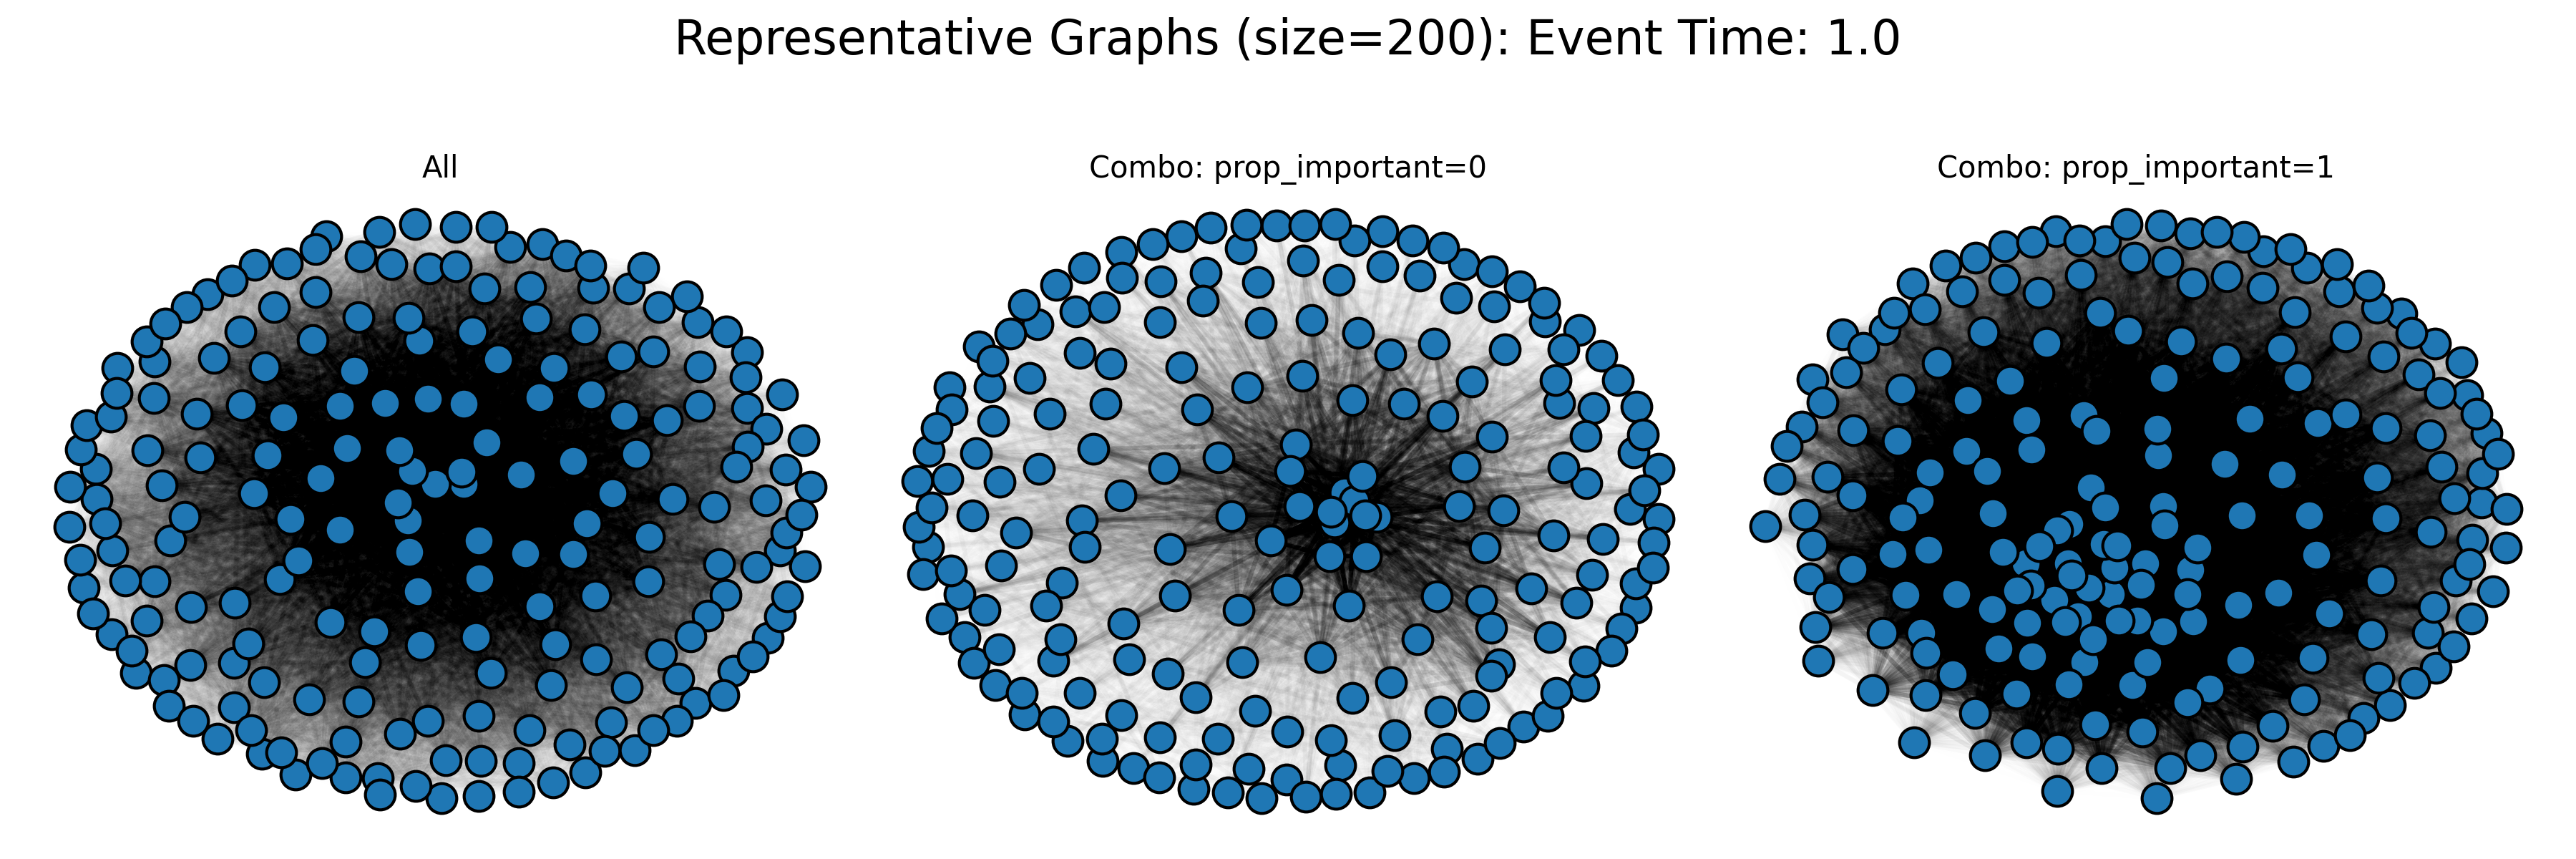 Representative Graphs (size=200): Event Time: 1.0
All
Combo: prop_important=0
Combo: prop_important=1